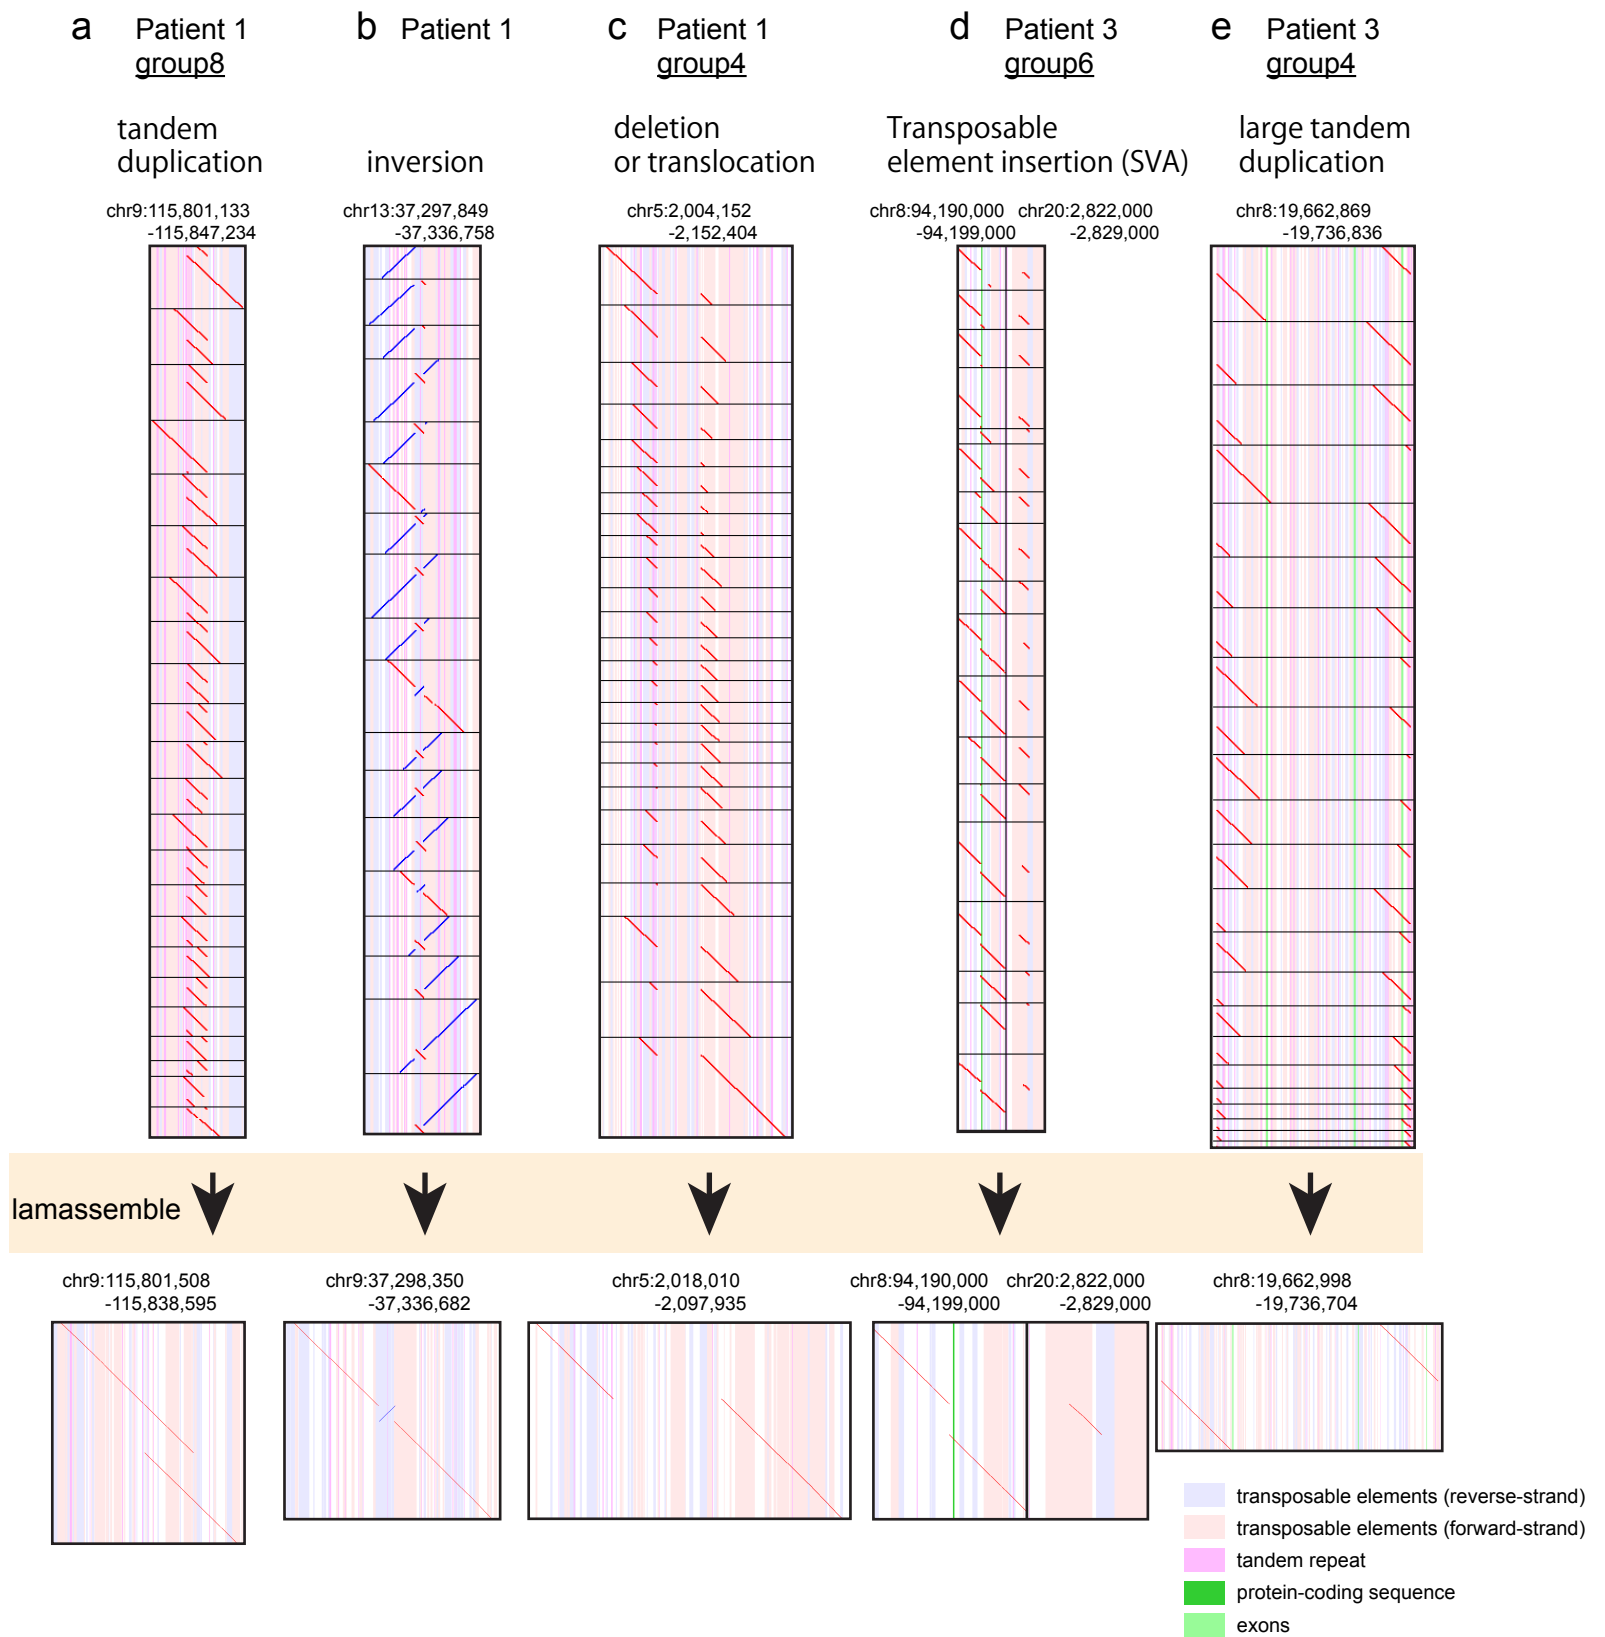 a Patient 1
group8
tandem
duplication
chr9:115,801,133
-115,847,234
b Patient 1
inversion
chr13:37,297,849
-37,336,758
c Patient 1
group4
deletion
or translocation
chr5:2,004,152
-2,152,404
d Patient 3
group6
Transposable
element insertion (SVA)
chr8:94,190,000 chr20:2,822,000
-94,199,000 -2,829,000
e Patient 3
group4
large tandem
duplication
chr8:19,662,869
-19,736,836
lamassemble
chr9:115,801,508
-115,838,595
chr9:37,298,350
-37,336,682
chr5:2,018,010
-2,097,935
chr8:94,190,000 chr20:2,822,000
-94,199,000 -2,829,000
chr8:19,662,998
-19,736,704
transposable elements (reverse-strand)
transposable elements (forward-strand)
tandem repeat
protein-coding sequence
exons